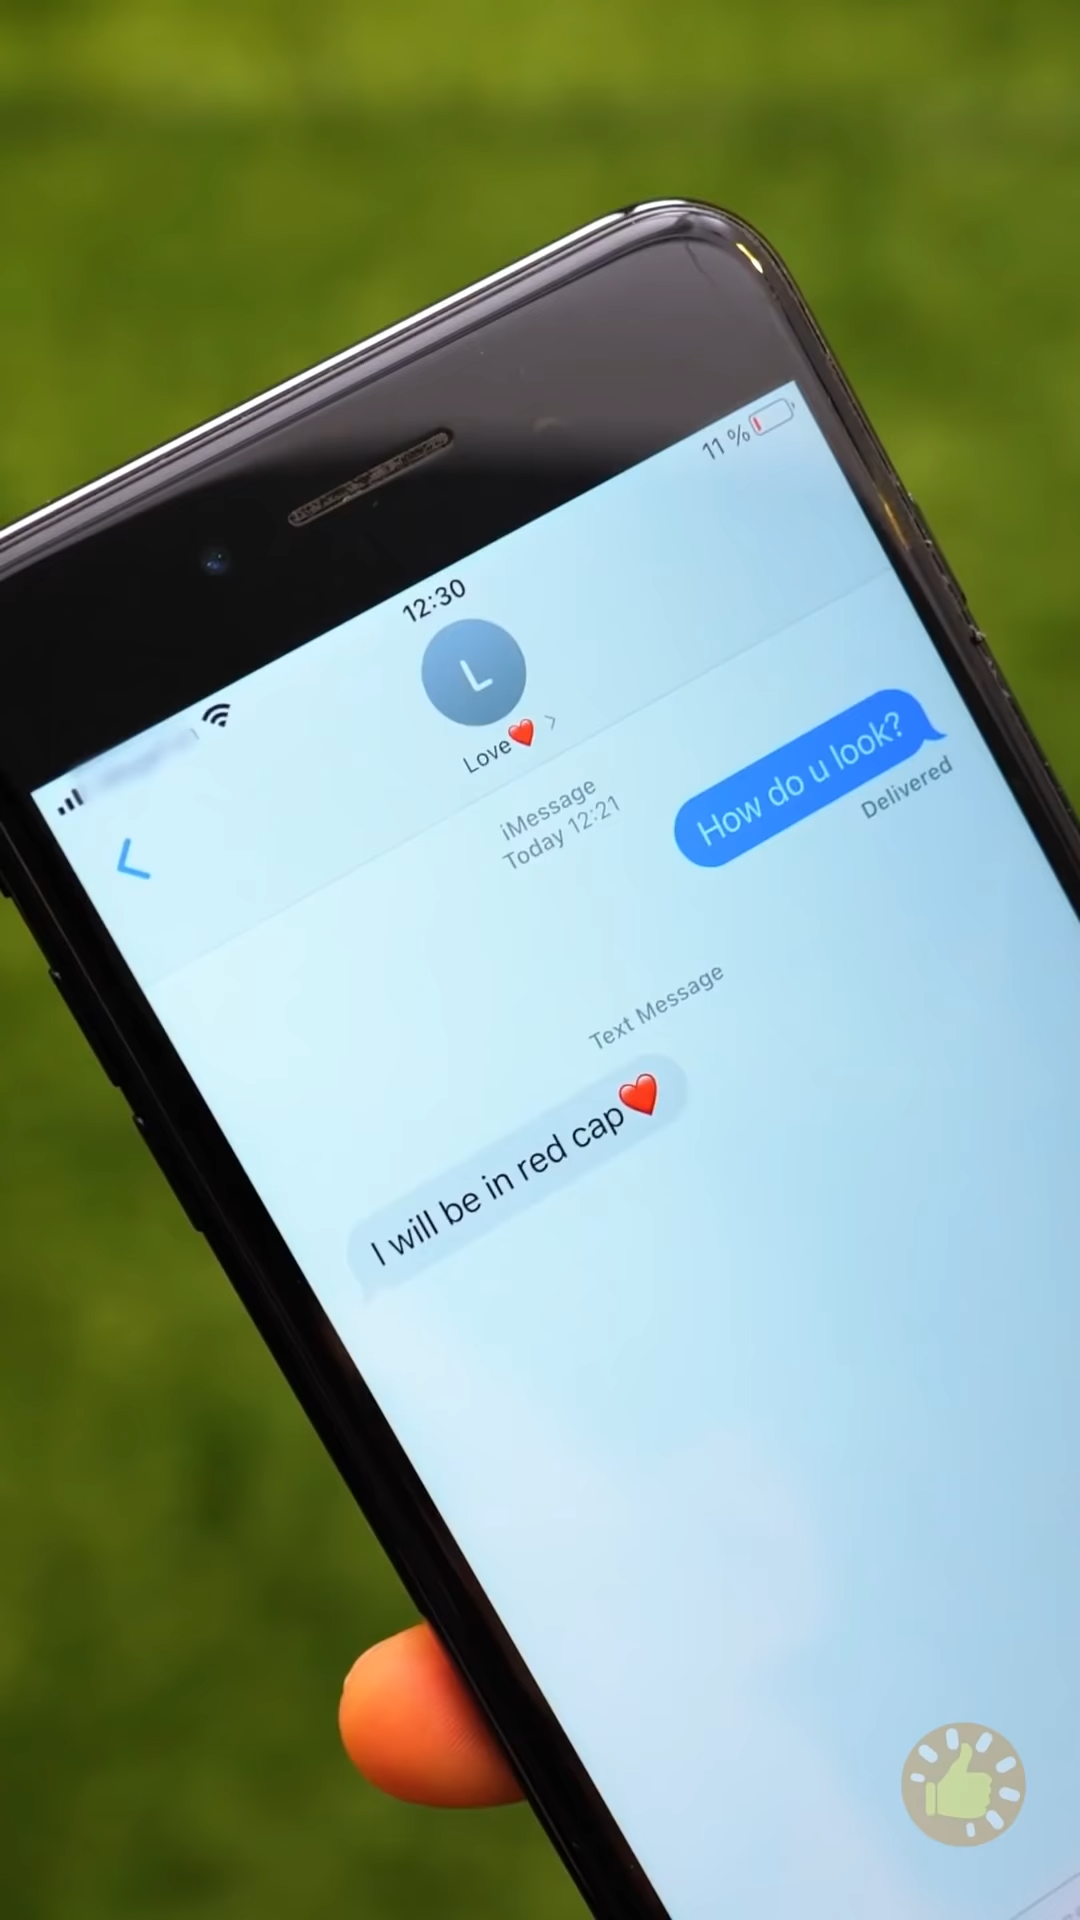 11 %
12:30
L
Love❤️ >
iMessage
Today 12:21
How do u look?
Delivered
Text Message
I will be in red cap❤️